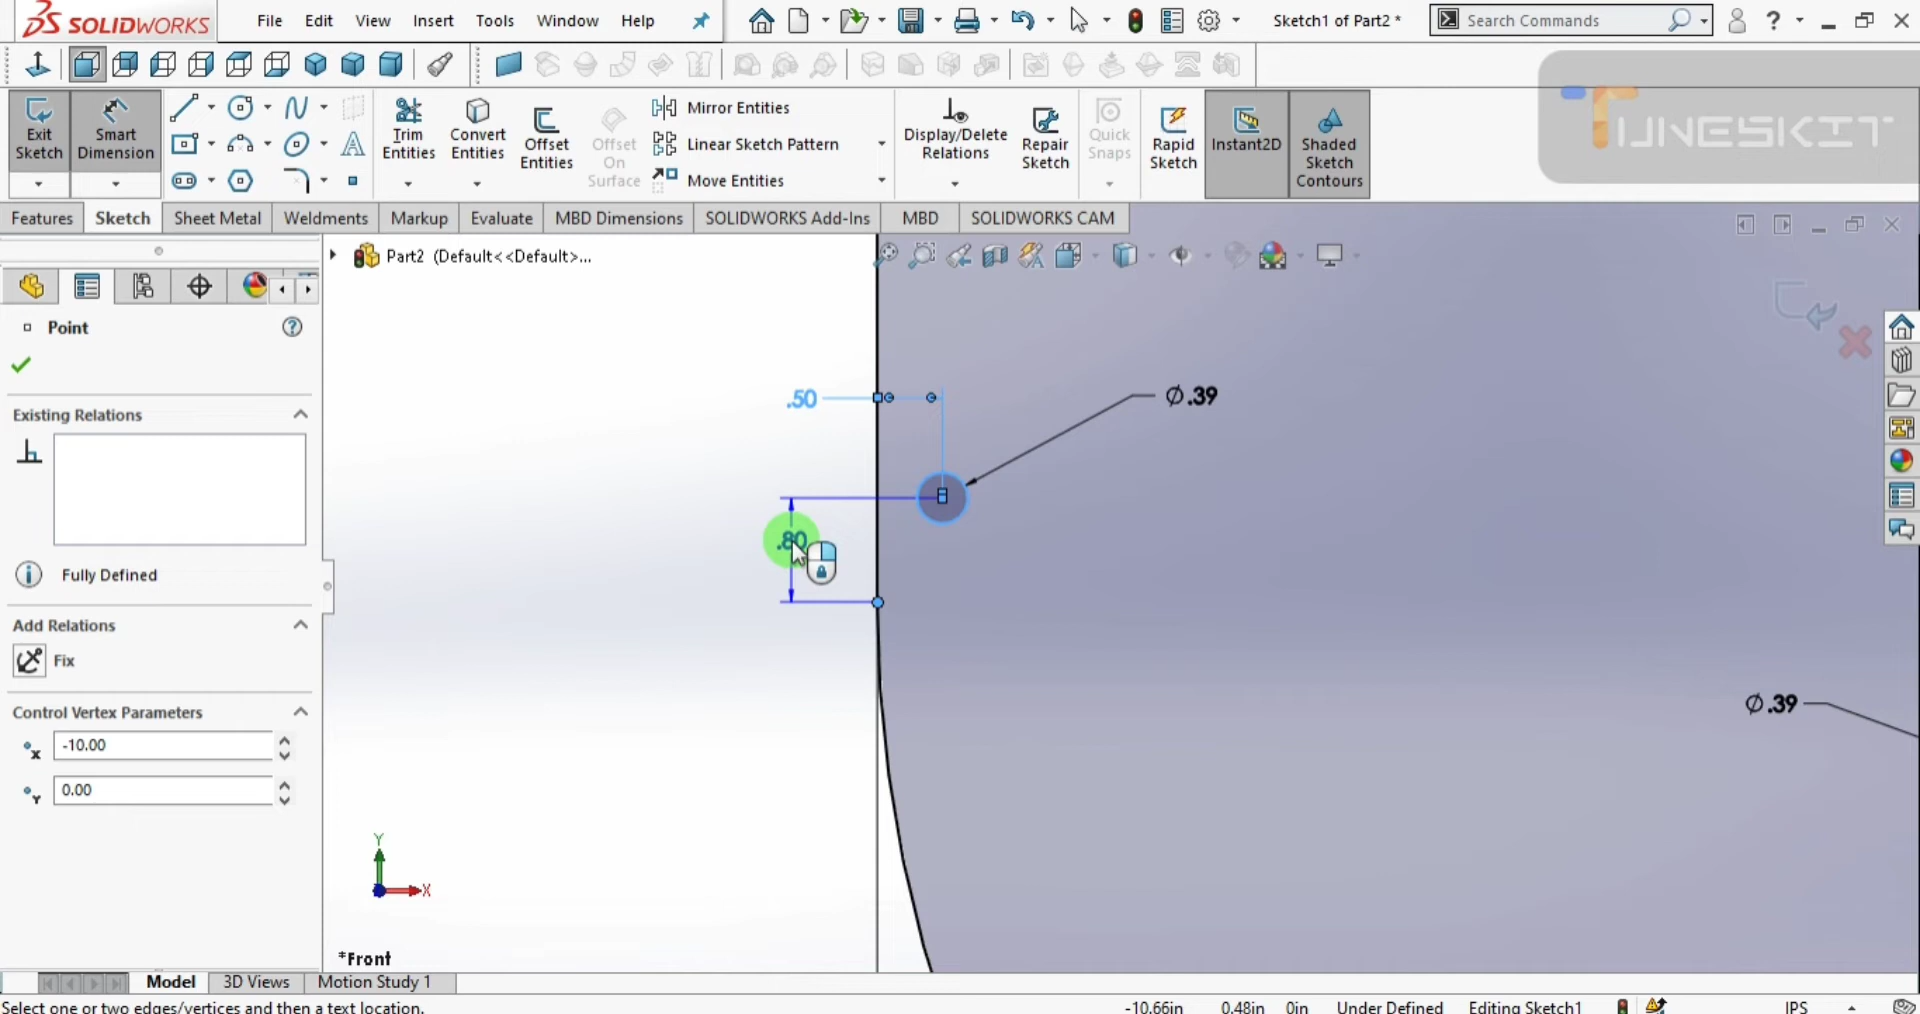 SOLIDWORKS File Edit View Insert Tools Window Help Sketch1 of Part2 * Search Commands ?
TUNESKIT
Exit Sketch
Smart Dimension
Trim Entities
Convert Entities
Offset Entities
Offset On Surface
Mirror Entities
Linear Sketch Pattern
Move Entities
Display/Delete Relations
Repair Sketch
Quick Snaps
Rapid Sketch
Instant2D
Shaded Sketch Contours
Features Sketch Sheet Metal Weldments Markup Evaluate MBD Dimensions SOLIDWORKS Add-Ins MBD SOLIDWORKS CAM
Part2 (Default<<Default>...
Point
Existing Relations
Fully Defined
Add Relations
Fix
Control Vertex Parameters
x -10.00
Y 0.00
.50
Ø.39
.80
Ø.39
Y
X
*Front
Model 3D Views Motion Study 1
Select one or two edges/vertices and then a text location. -10.66in 0.48in 0in Under Defined Editing Sketch1 IPS